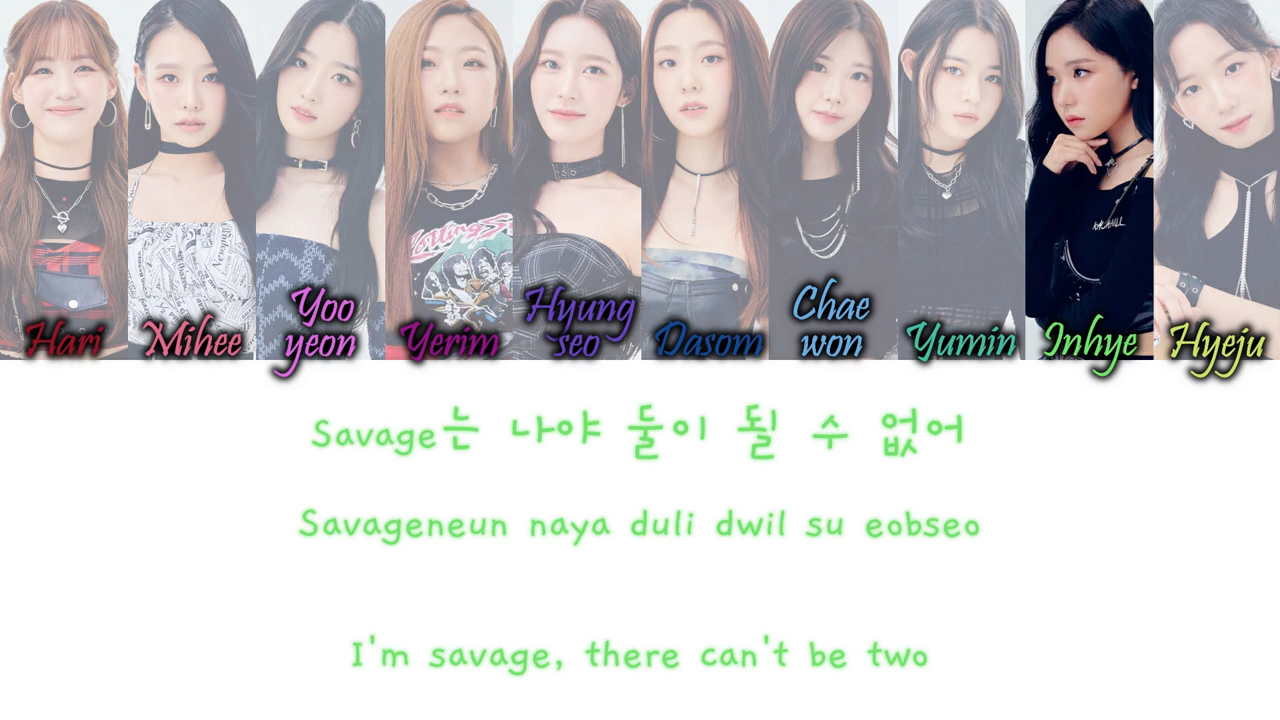 Hari
Mihee
Yoo
yeon
Yerim
Hyung
seo
Dasom
Chae
won
Yumin
Inhye
Hyeju
Savage는 나야 둘이 될 수 없어
Savageneun naya duli dwil su eobseo
I'm savage, there can't be two